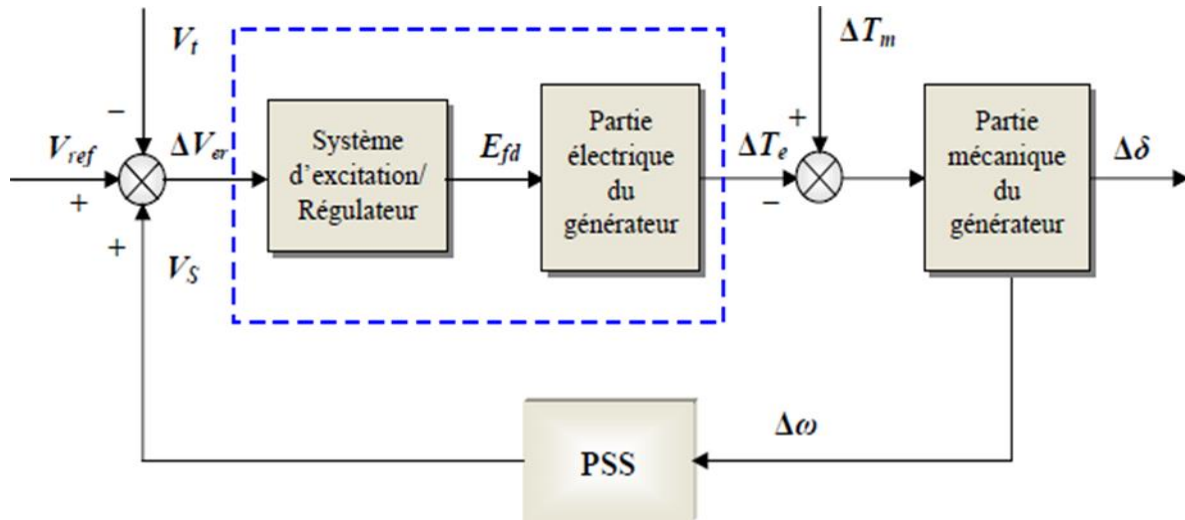 V_t
ΔT_m
−
+
V_ref
+
ΔV_er
+
V_S
Système
d’excitation/
Régulateur
E_fd
Partie
électrique
du
générateur
ΔT_e
−
Partie
mécanique
du
générateur
Δδ
PSS
Δω